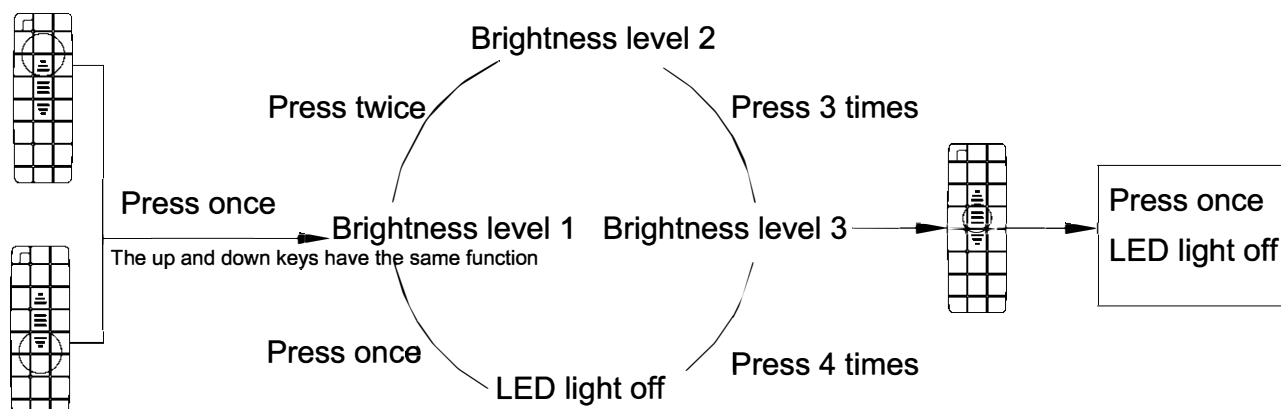 Brightness level 2
Press twice
Press 3 times
Press once
Brightness level 1
Brightness level 3
The up and down keys have the same function
Press once
LED light off
Press once
Press 4 times
LED light off